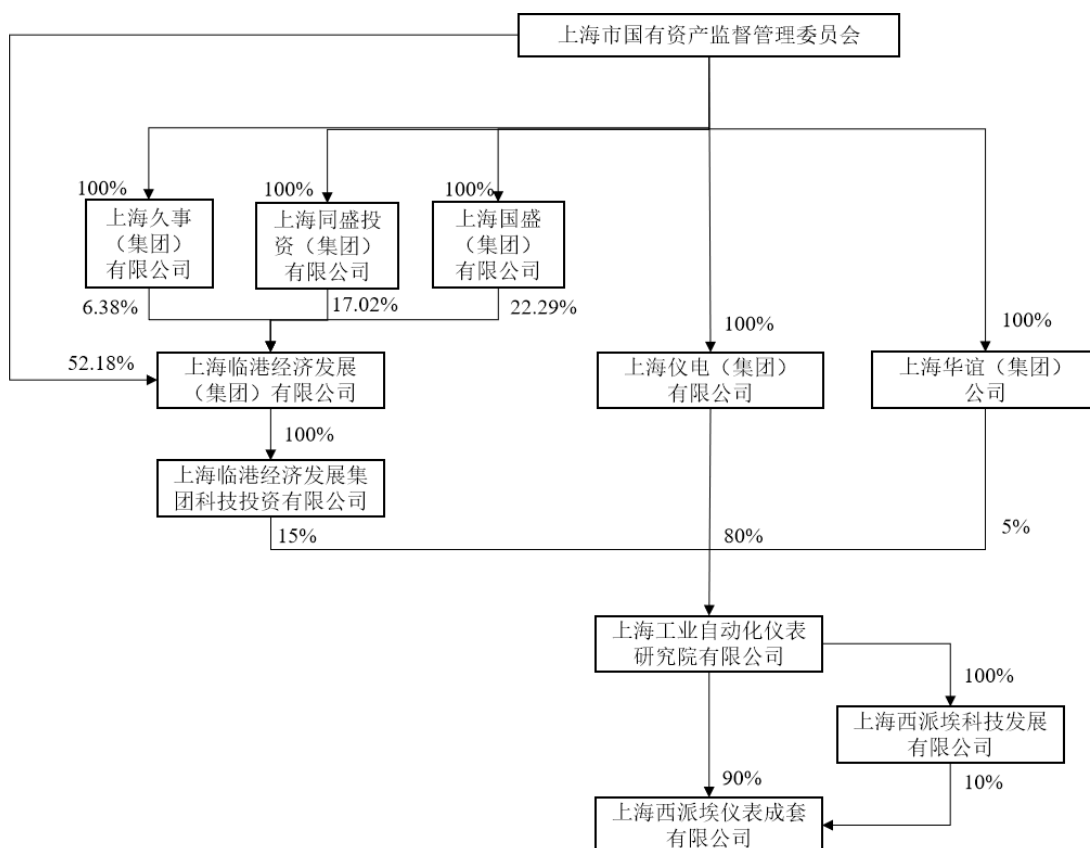 上海市国有资产监督管理委员会
100%
100%
100%
上海久事
（集团）
有限公司
上海同盛投
资（集团）
有限公司
上海国盛
（集团）
有限公司
6.38%
17.02%
22.29%
100%
100%
52.18%
上海临港经济发展
（集团）有限公司
上海仪电（集团）
有限公司
上海华谊（集团）
公司
100%
上海临港经济发展集
团科技投资有限公司
15%
80%
5%
上海工业自动化仪表
研究院有限公司
100%
上海西派埃科技发展
有限公司
90%
10%
上海西派埃仪表成套
有限公司